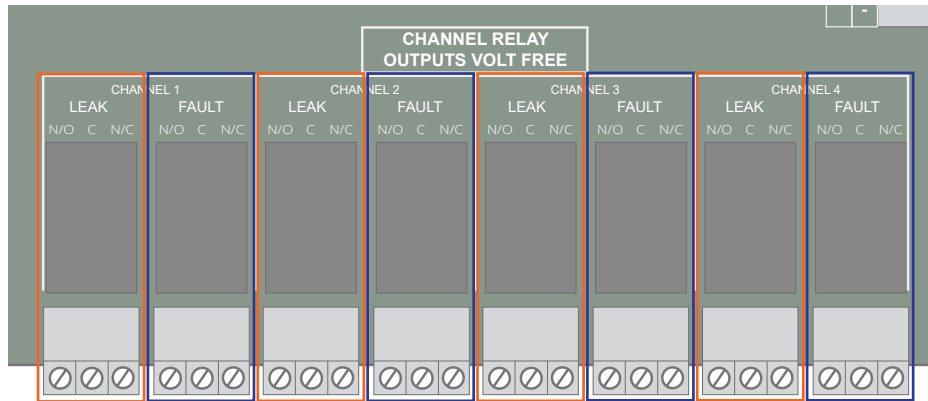 -
CHANNEL RELAY
OUTPUTS VOLT FREE
CHANNEL 1 CHANNEL 2 CHANNEL 3 CHANNEL 4
LEAK FAULT LEAK FAULT LEAK FAULT LEAK FAULT
N/O C N/C N/O C N/C N/O C N/C N/O C N/C N/O C N/C N/O C N/C N/O C N/C N/O C N/C